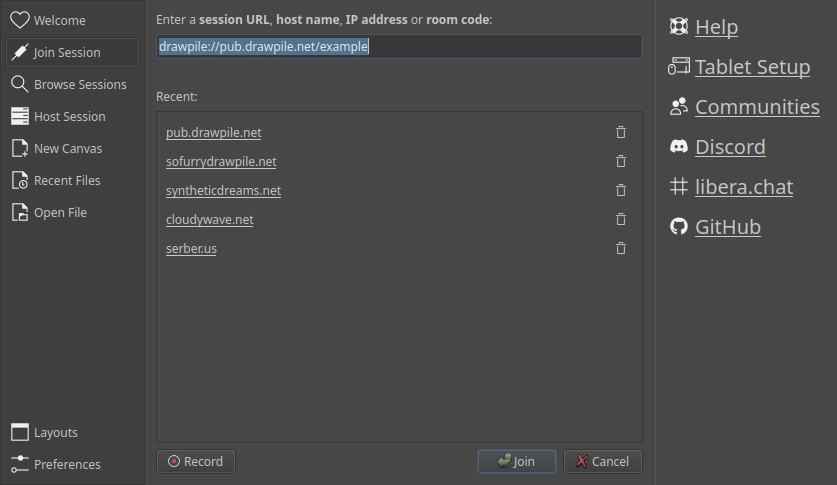 Welcome
Join Session
Browse Sessions
Host Session
New Canvas
Recent Files
Open File
Layouts
Preferences
Enter a session URL, host name, IP address or room code:
drawpile://pub.drawpile.net/example
Recent:
pub.drawpile.net
sofurrydrawpile.net
syntheticdreams.net
cloudywave.net
serber.us
Record
Join
Cancel
Help
Tablet Setup
Communities
Discord
libera.chat
GitHub